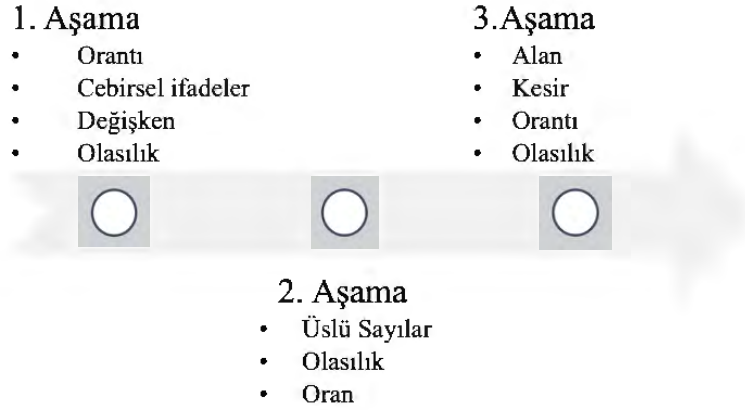 1. Aşama
• Orantı
• Cebirsel ifadeler
• Değişken
• Olasılık
3.Aşama
• Alan
• Kesir
• Orantı
• Olasılık
2. Aşama
• Üslü Sayılar
• Olasılık
• Oran